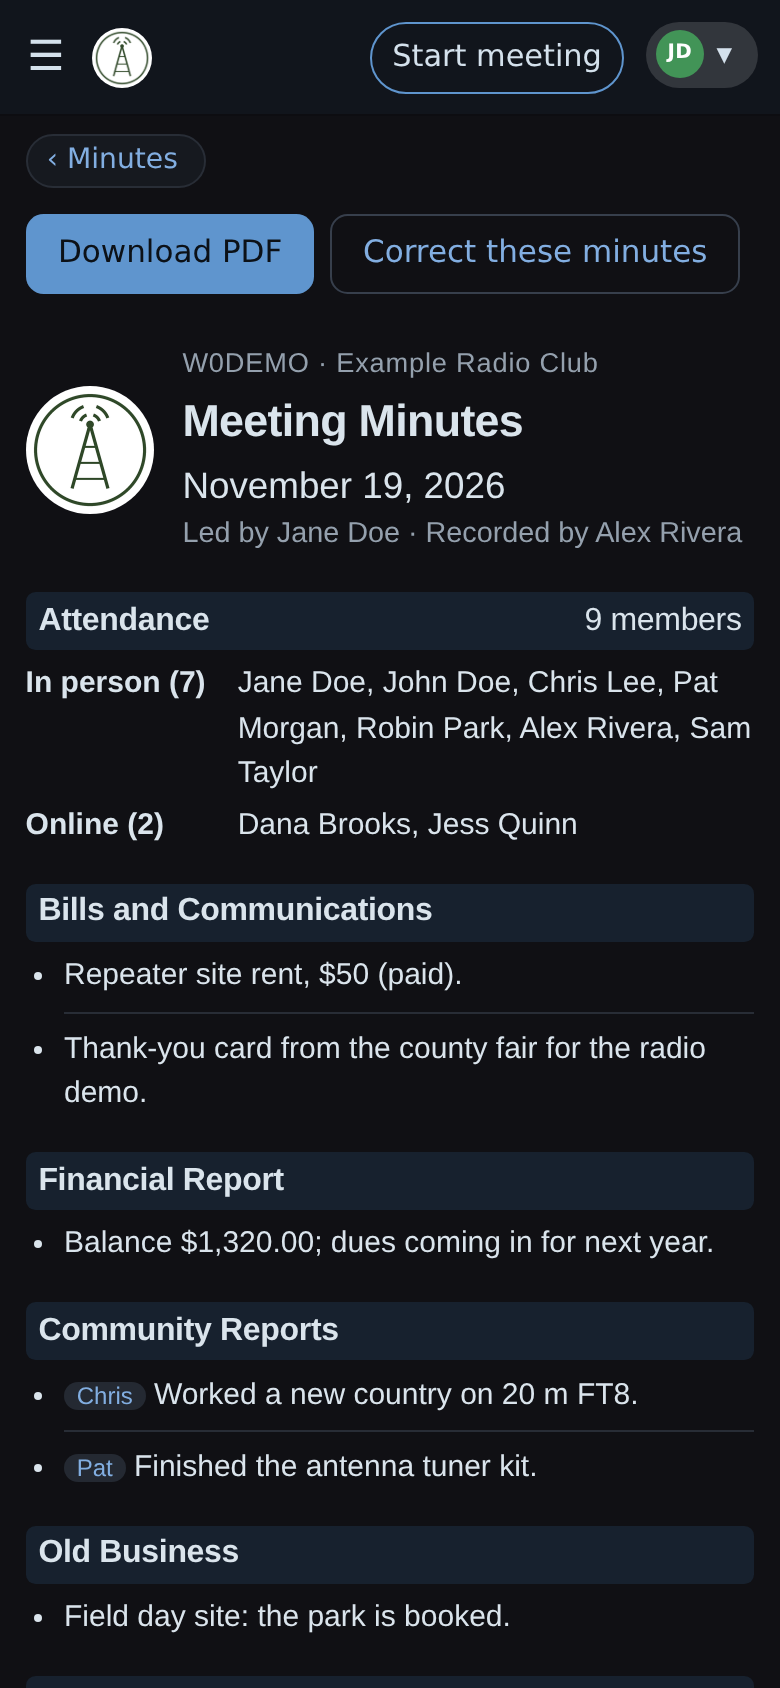 ☰ Start meeting JD ▼
‹ Minutes
Download PDF Correct these minutes
W0DEMO · Example Radio Club
Meeting Minutes
November 19, 2026
Led by Jane Doe · Recorded by Alex Rivera
Attendance 9 members
In person (7) Jane Doe, John Doe, Chris Lee, Pat
Morgan, Robin Park, Alex Rivera, Sam
Taylor
Online (2) Dana Brooks, Jess Quinn
Bills and Communications
• Repeater site rent, $50 (paid).
• Thank-you card from the county fair for the radio
demo.
Financial Report
• Balance $1,320.00; dues coming in for next year.
Community Reports
• Chris Worked a new country on 20 m FT8.
• Pat Finished the antenna tuner kit.
Old Business
• Field day site: the park is booked.